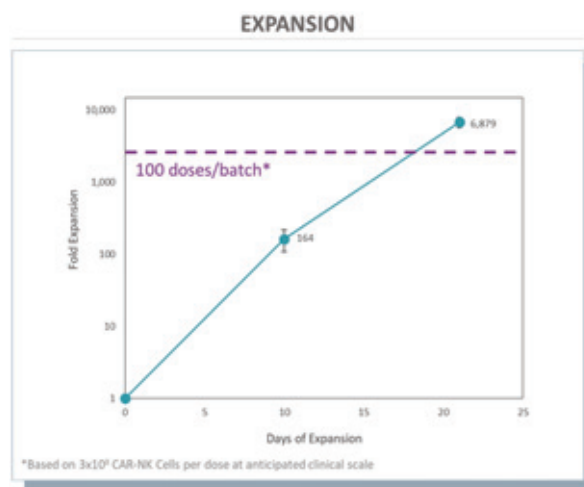 EXPANSION
10,000
6,879
100 doses/batch*
1,000
Fold Expansion
164
100
10
1
0
5
10
15
20
25
Days of Expansion
*Based on 3x10⁹ CAR-NK Cells per dose at anticipated clinical scale